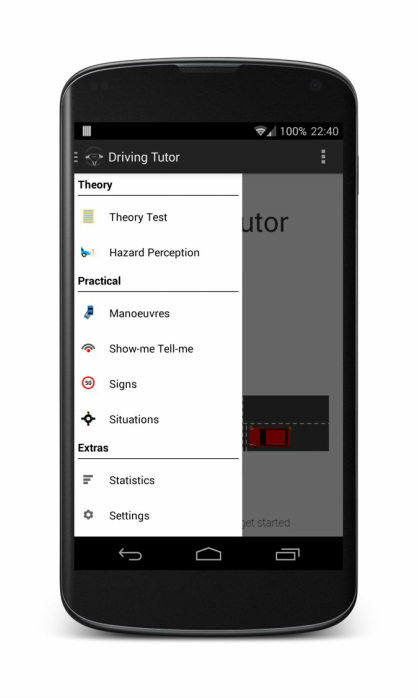 100% 22:40
Driving Tutor
Theory
utor
Theory Test
Hazard Perception
Practical
Manoeuvres
Show-me Tell-me
50
Signs
Situations
Extras
Statistics
Settings
get started